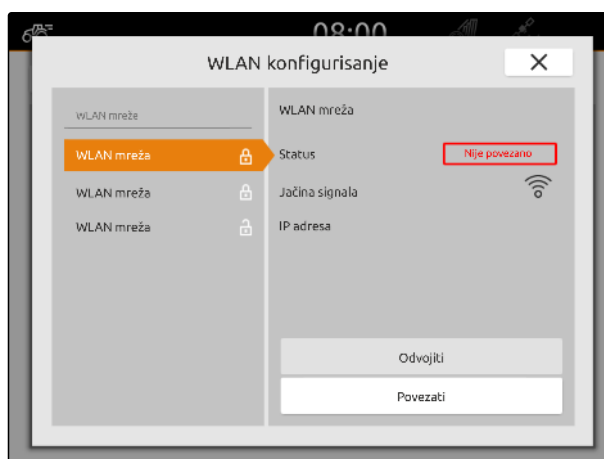 08:00
WLAN konfigurisanje
WLAN mreže
WLAN mreža
WLAN mreža
WLAN mreža
WLAN mreža
Status
Nije povezano
Jačina signala
IP adresa
Odvojiti
Povezati